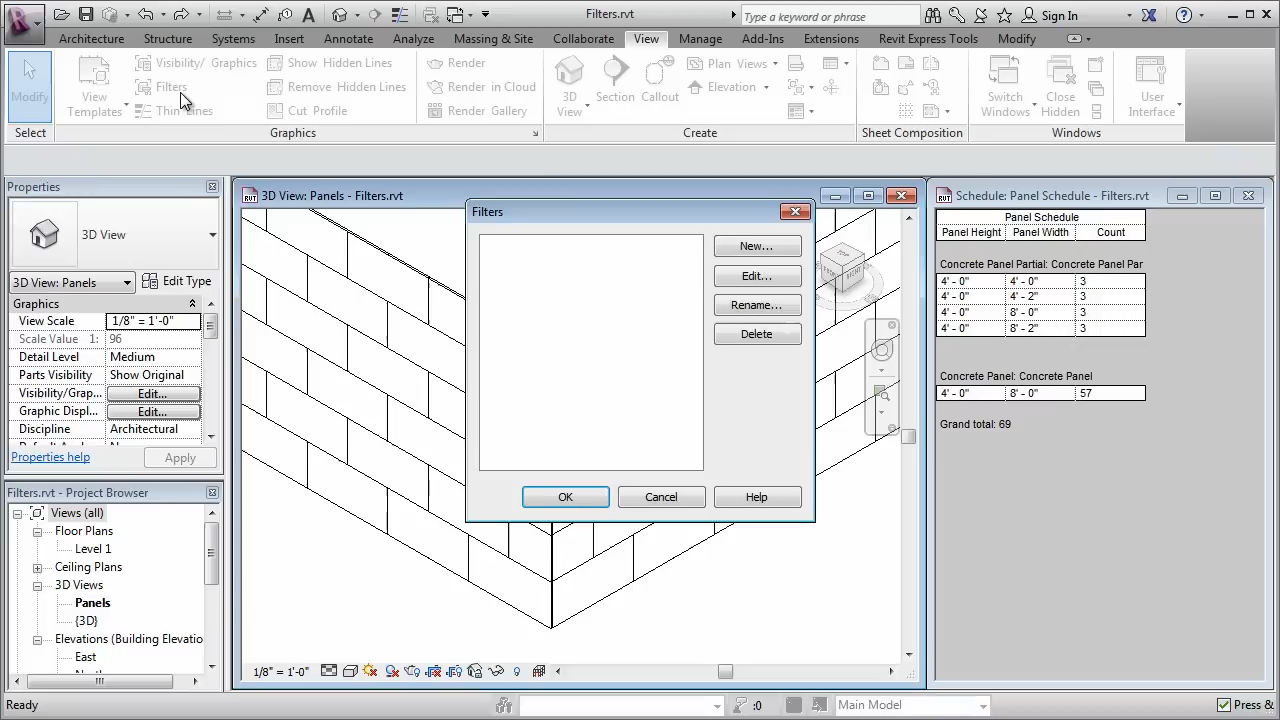 Filters.rvt
Type a keyword or phrase
Sign In
Architecture
Structure
Systems
Insert
Annotate
Analyze
Massing & Site
Collaborate
View
Manage
Add-Ins
Extensions
Revit Express Tools
Modify
Modify
View
Templates
Visibility/ Graphics
Filters
Thin Lines
Show Hidden Lines
Remove Hidden Lines
Cut Profile
Render
Render in Cloud
Render Gallery
3D
View
Section
Callout
Plan Views
Elevation
Switch
Windows
Close
Hidden
User
Interface
Select
Graphics
Create
Sheet Composition
Windows
Properties
3D View
3D View: Panels
Edit Type
Graphics
View Scale 1/8" = 1'-0"
Scale Value 1: 96
Detail Level Medium
Parts Visibility Show Original
Visibility/Grap... Edit...
Graphic Displ... Edit...
Discipline Architectural
Properties help
Apply
Filters.rvt - Project Browser
Views (all)
Floor Plans
Level 1
Ceiling Plans
3D Views
Panels
{3D}
Elevations (Building Elevatio
East
3D View: Panels - Filters.rvt
TOP
RIGHT
1/8" = 1'-0"
Filters
New...
Edit...
Rename...
Delete
OK
Cancel
Help
Schedule: Panel Schedule - Filters.rvt
Panel Schedule
Panel Height Panel Width Count
Concrete Panel Partial: Concrete Panel Par
4' - 0" 4' - 0" 3
4' - 0" 4' - 2" 3
4' - 0" 8' - 0" 3
4' - 0" 8' - 2" 3
Concrete Panel: Concrete Panel
4' - 0" 8' - 0" 57
Grand total: 69
Ready
:0
Main Model
Press &